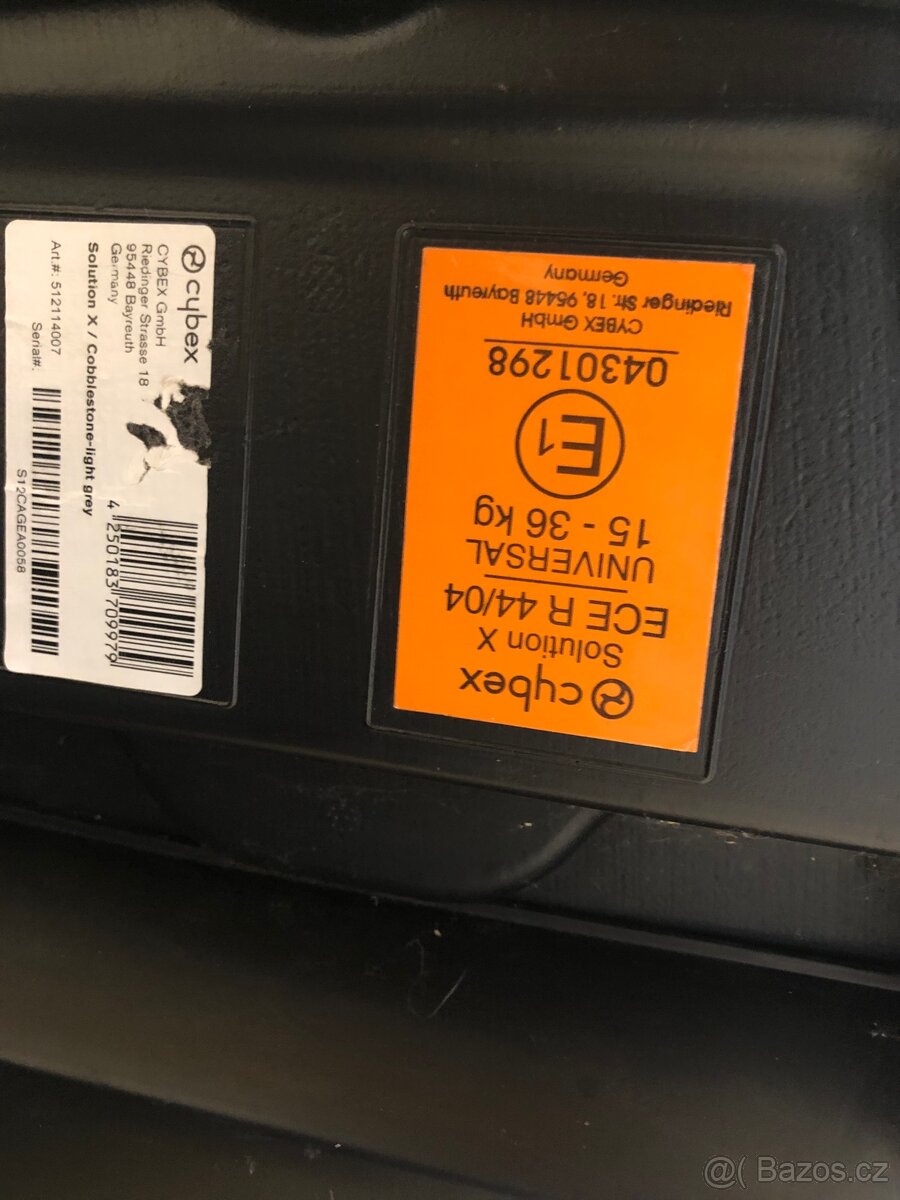 cybex
CYBEX GmbH
Riedinger Strasse 18
95448 Bayreuth
Germany
Solution X / Cobblestone-light grey
Art.#: 512114007
Serial#:
S12CAGEA0058
4 250183 709979
cybex
Solution X
ECE R 44/04
UNIVERSAL
15 - 36 kg
E1
04301298
CYBEX GmbH
Riedinger Str. 18, 95448 Bayreuth
Germany
@( Bazos.cz